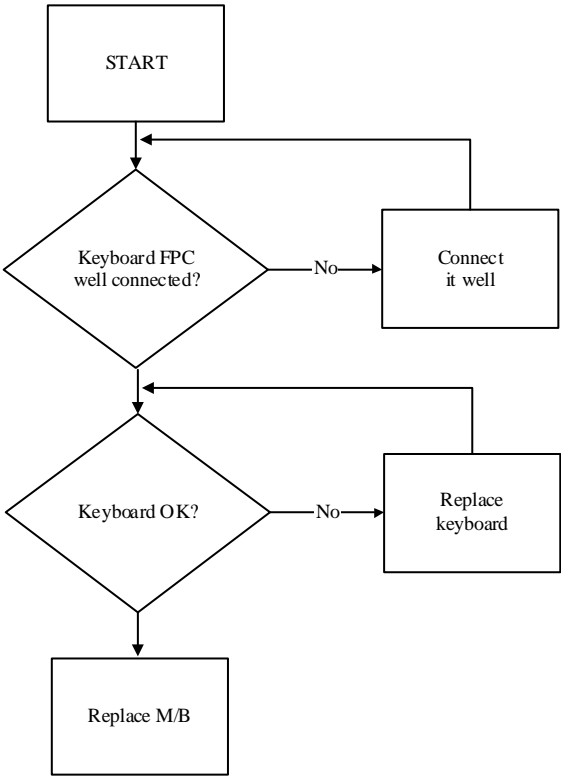 START
Keyboard FPC
well connected?
No
Connect
it well
Keyboard OK?
No
Replace
keyboard
Replace M/B